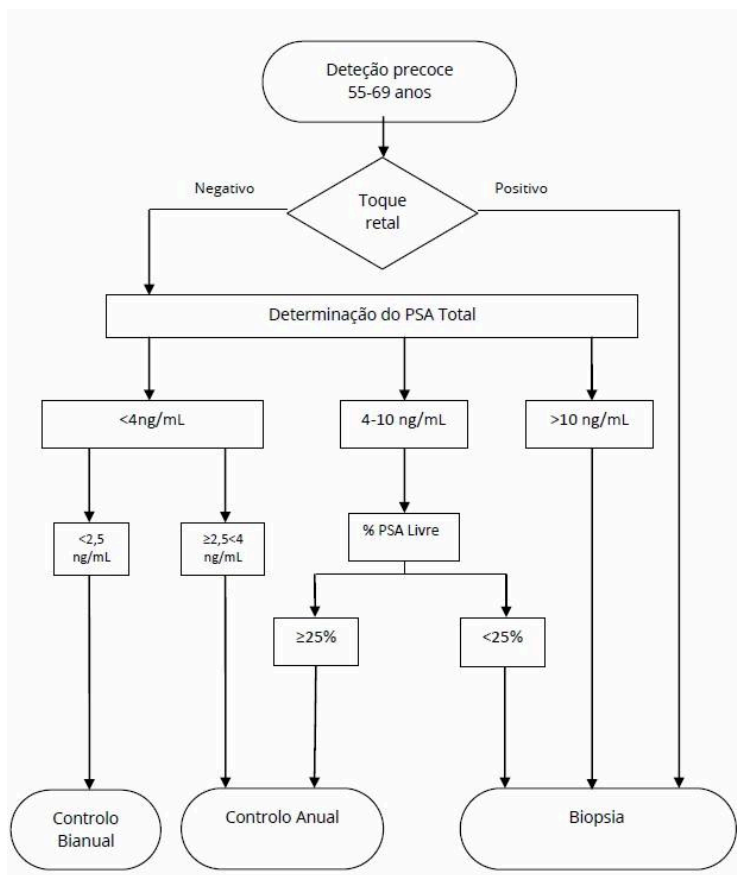 Deteção precoce
55-69 anos
Negativo
Positivo
Toque
retal
Determinação do PSA Total
<4ng/mL
4-10 ng/mL
>10 ng/mL
<2,5
ng/mL
≥2,5<4
ng/mL
% PSA Livre
≥25%
<25%
Controlo
Bianual
Controlo Anual
Biopsia